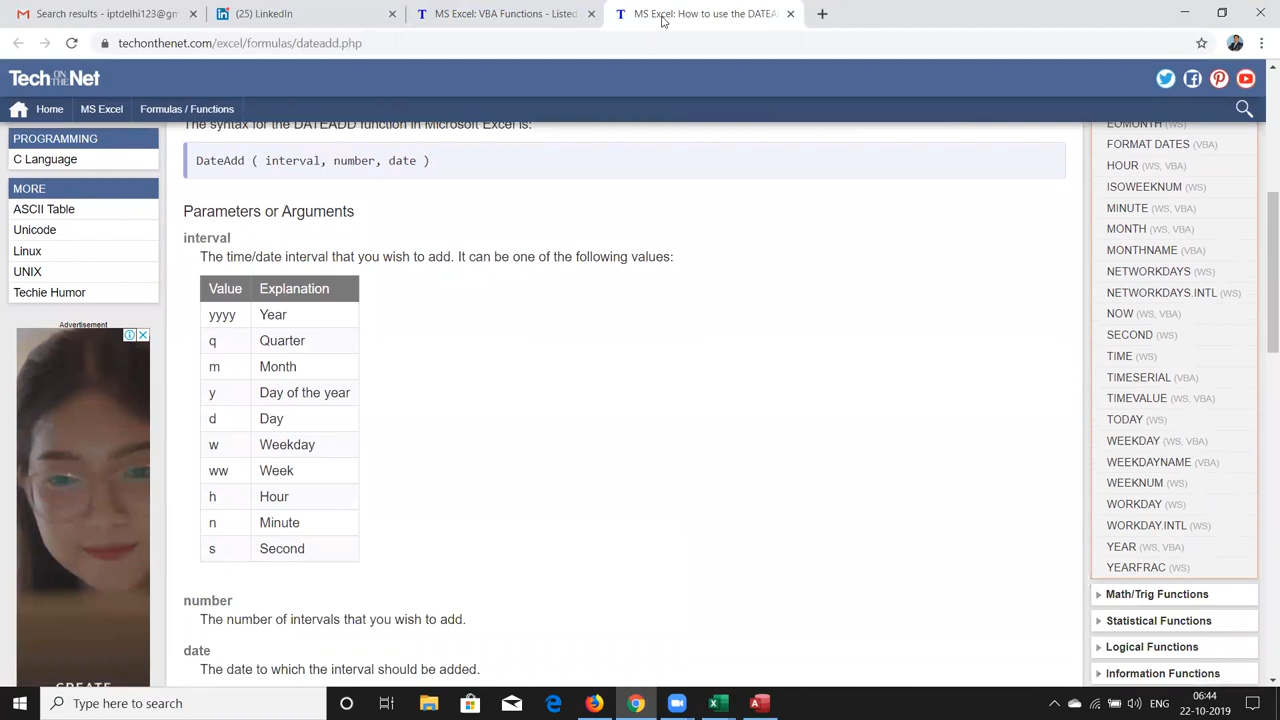 Search results - iptdelhi123@gm
(25) LinkedIn
MS Excel: VBA Functions - Listed
MS Excel: How to use the DATEA
techonthenet.com/excel/formulas/dateadd.php
Tech ON THE Net
Home
MS Excel
Formulas / Functions
PROGRAMMING
C Language
MORE
ASCII Table
Unicode
Linux
UNIX
Techie Humor
Advertisement
CREATE
The syntax for the DATEADD function in Microsoft Excel is:
DateAdd ( interval, number, date )
Parameters or Arguments
interval
The time/date interval that you wish to add. It can be one of the following values:
Value Explanation
yyyy Year
q Quarter
m Month
y Day of the year
d Day
w Weekday
ww Week
h Hour
n Minute
s Second
number
The number of intervals that you wish to add.
date
The date to which the interval should be added.
EOMONTH (WS)
FORMAT DATES (VBA)
HOUR (WS, VBA)
ISOWEEKNUM (WS)
MINUTE (WS, VBA)
MONTH (WS, VBA)
MONTHNAME (VBA)
NETWORKDAYS (WS)
NETWORKDAYS.INTL (WS)
NOW (WS, VBA)
SECOND (WS)
TIME (WS)
TIMESERIAL (VBA)
TIMEVALUE (WS, VBA)
TODAY (WS)
WEEKDAY (WS, VBA)
WEEKDAYNAME (VBA)
WEEKNUM (WS)
WORKDAY (WS)
WORKDAY.INTL (WS)
YEAR (WS, VBA)
YEARFRAC (WS)
Math/Trig Functions
Statistical Functions
Logical Functions
Information Functions
Type here to search
ENG
06:44
22-10-2019